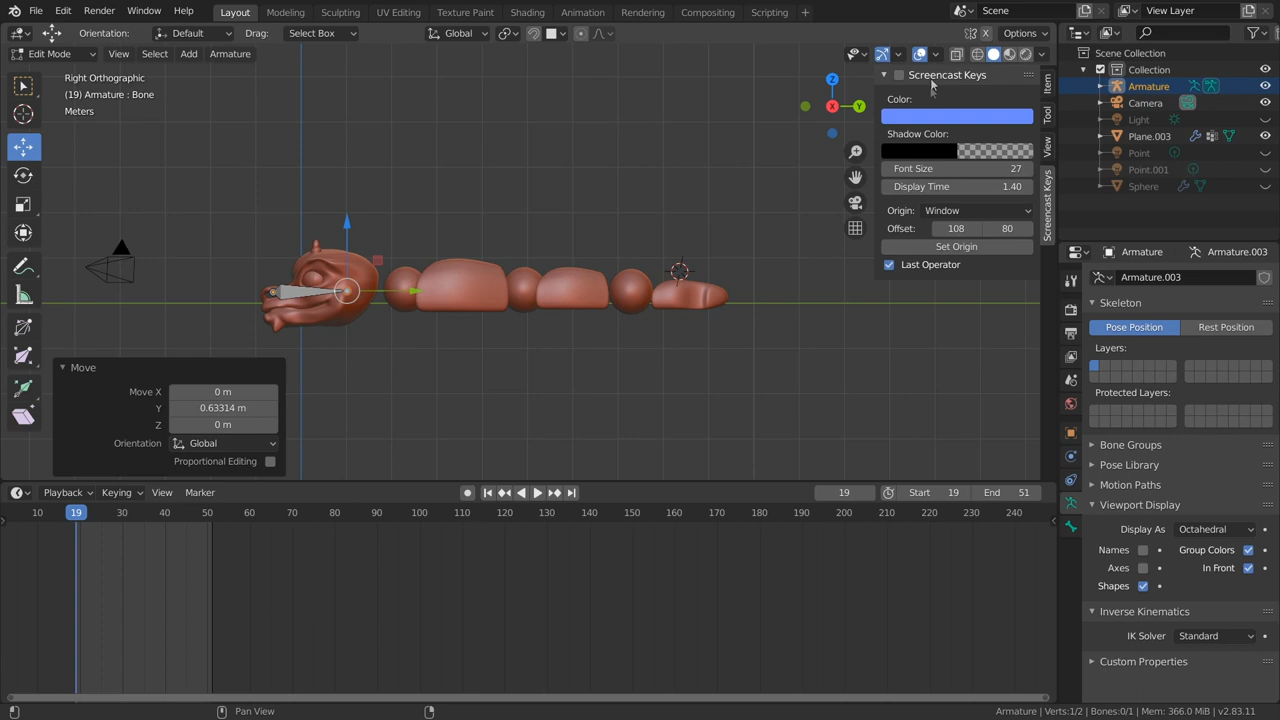 File Edit Render Window Help Layout Modeling Sculpting UV Editing Texture Paint Shading Animation Rendering Compositing Scripting + Scene View Layer
Orientation: Default Drag: Select Box Global X Options
Edit Mode View Select Add Armature
Right Orthographic
(19) Armature : Bone
Meters
Z
X Y
Screencast Keys
Color:
Shadow Color:
Font Size 27
Display Time 1.40
Origin: Window
Offset: 108 80
Set Origin
Last Operator
Item
Tool
View
Screencast Keys
Scene Collection
Collection
Armature
Camera
Light
Plane.003
Point
Point.001
Sphere
Armature Armature.003
Armature.003
Skeleton
Pose Position Rest Position
Layers:
Protected Layers:
Bone Groups
Pose Library
Motion Paths
Viewport Display
Display As Octahedral
Names Group Colors
Axes In Front
Shapes
Inverse Kinematics
IK Solver Standard
Custom Properties
Move
Move X 0 m
Y 0.63314 m
Z 0 m
Orientation Global
Proportional Editing
Playback Keying View Marker 19 Start 19 End 51
10 19 30 40 50 60 70 80 90 100 110 120 130 140 150 160 170 180 190 200 210 220 230 240
Pan View Armature | Verts:1/2 | Bones:0/1 | Mem: 366.0 MiB | v2.83.11